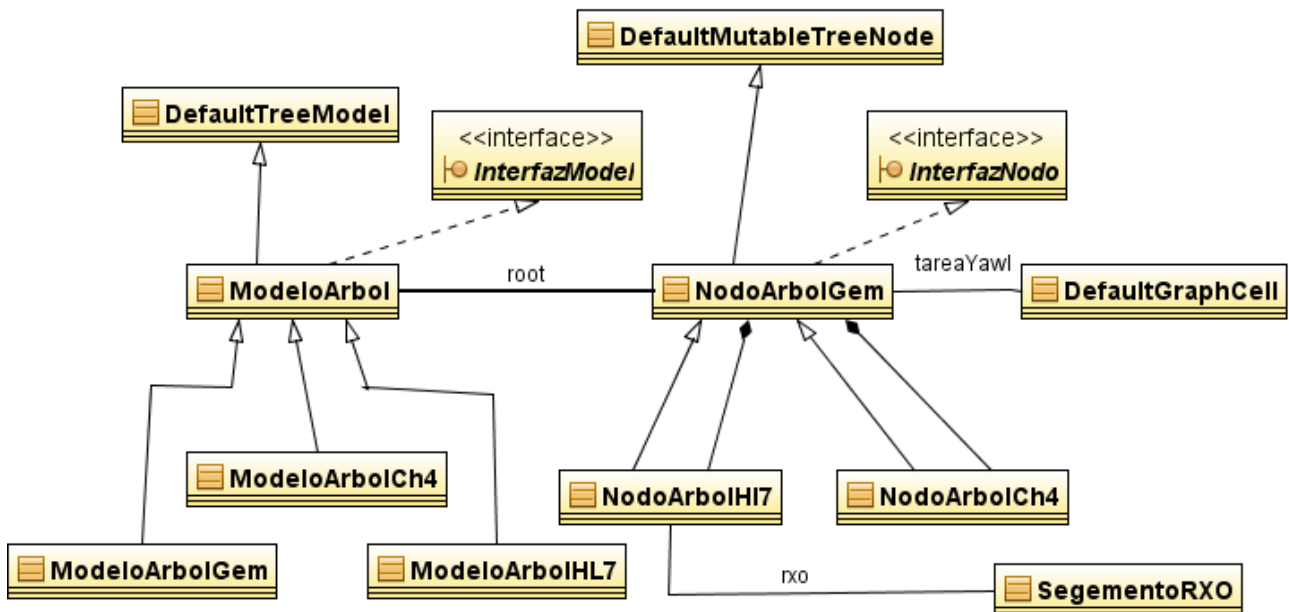 DefaultMutableTreeNode
DefaultTreeModel
<<interface>>
InterfazModel
<<interface>>
InterfazNodo
ModeloArbol
root
NodoArbolGem
tareaYawl
DefaultGraphCell
ModeloArbolCh4
NodoArbolHl7
NodoArbolCh4
ModeloArbolGem
ModeloArbolHL7
rxo
SegementoRXO